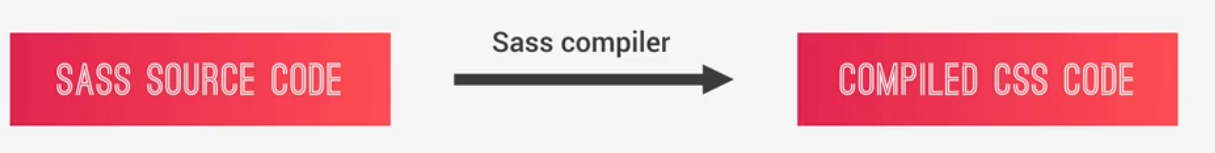 Sass compiler
SASS SOURCE CODE
COMPILED CSS CODE